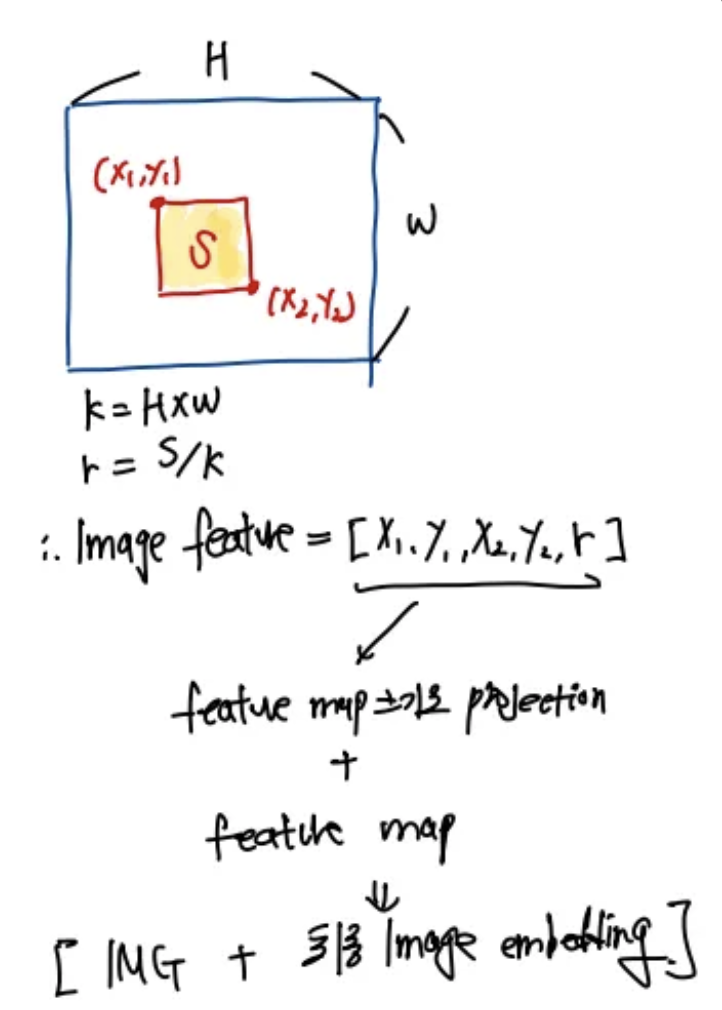 H
(x₁,y₁)
S
W
(x₂,y₂)
k = H×W
r = S/k
∴ Image feature = [x₁, y₁, x₂, y₂, r]
feature map 크기로 projection
+
feature map
⇓
[ IMG + 최종 Image embedding ]